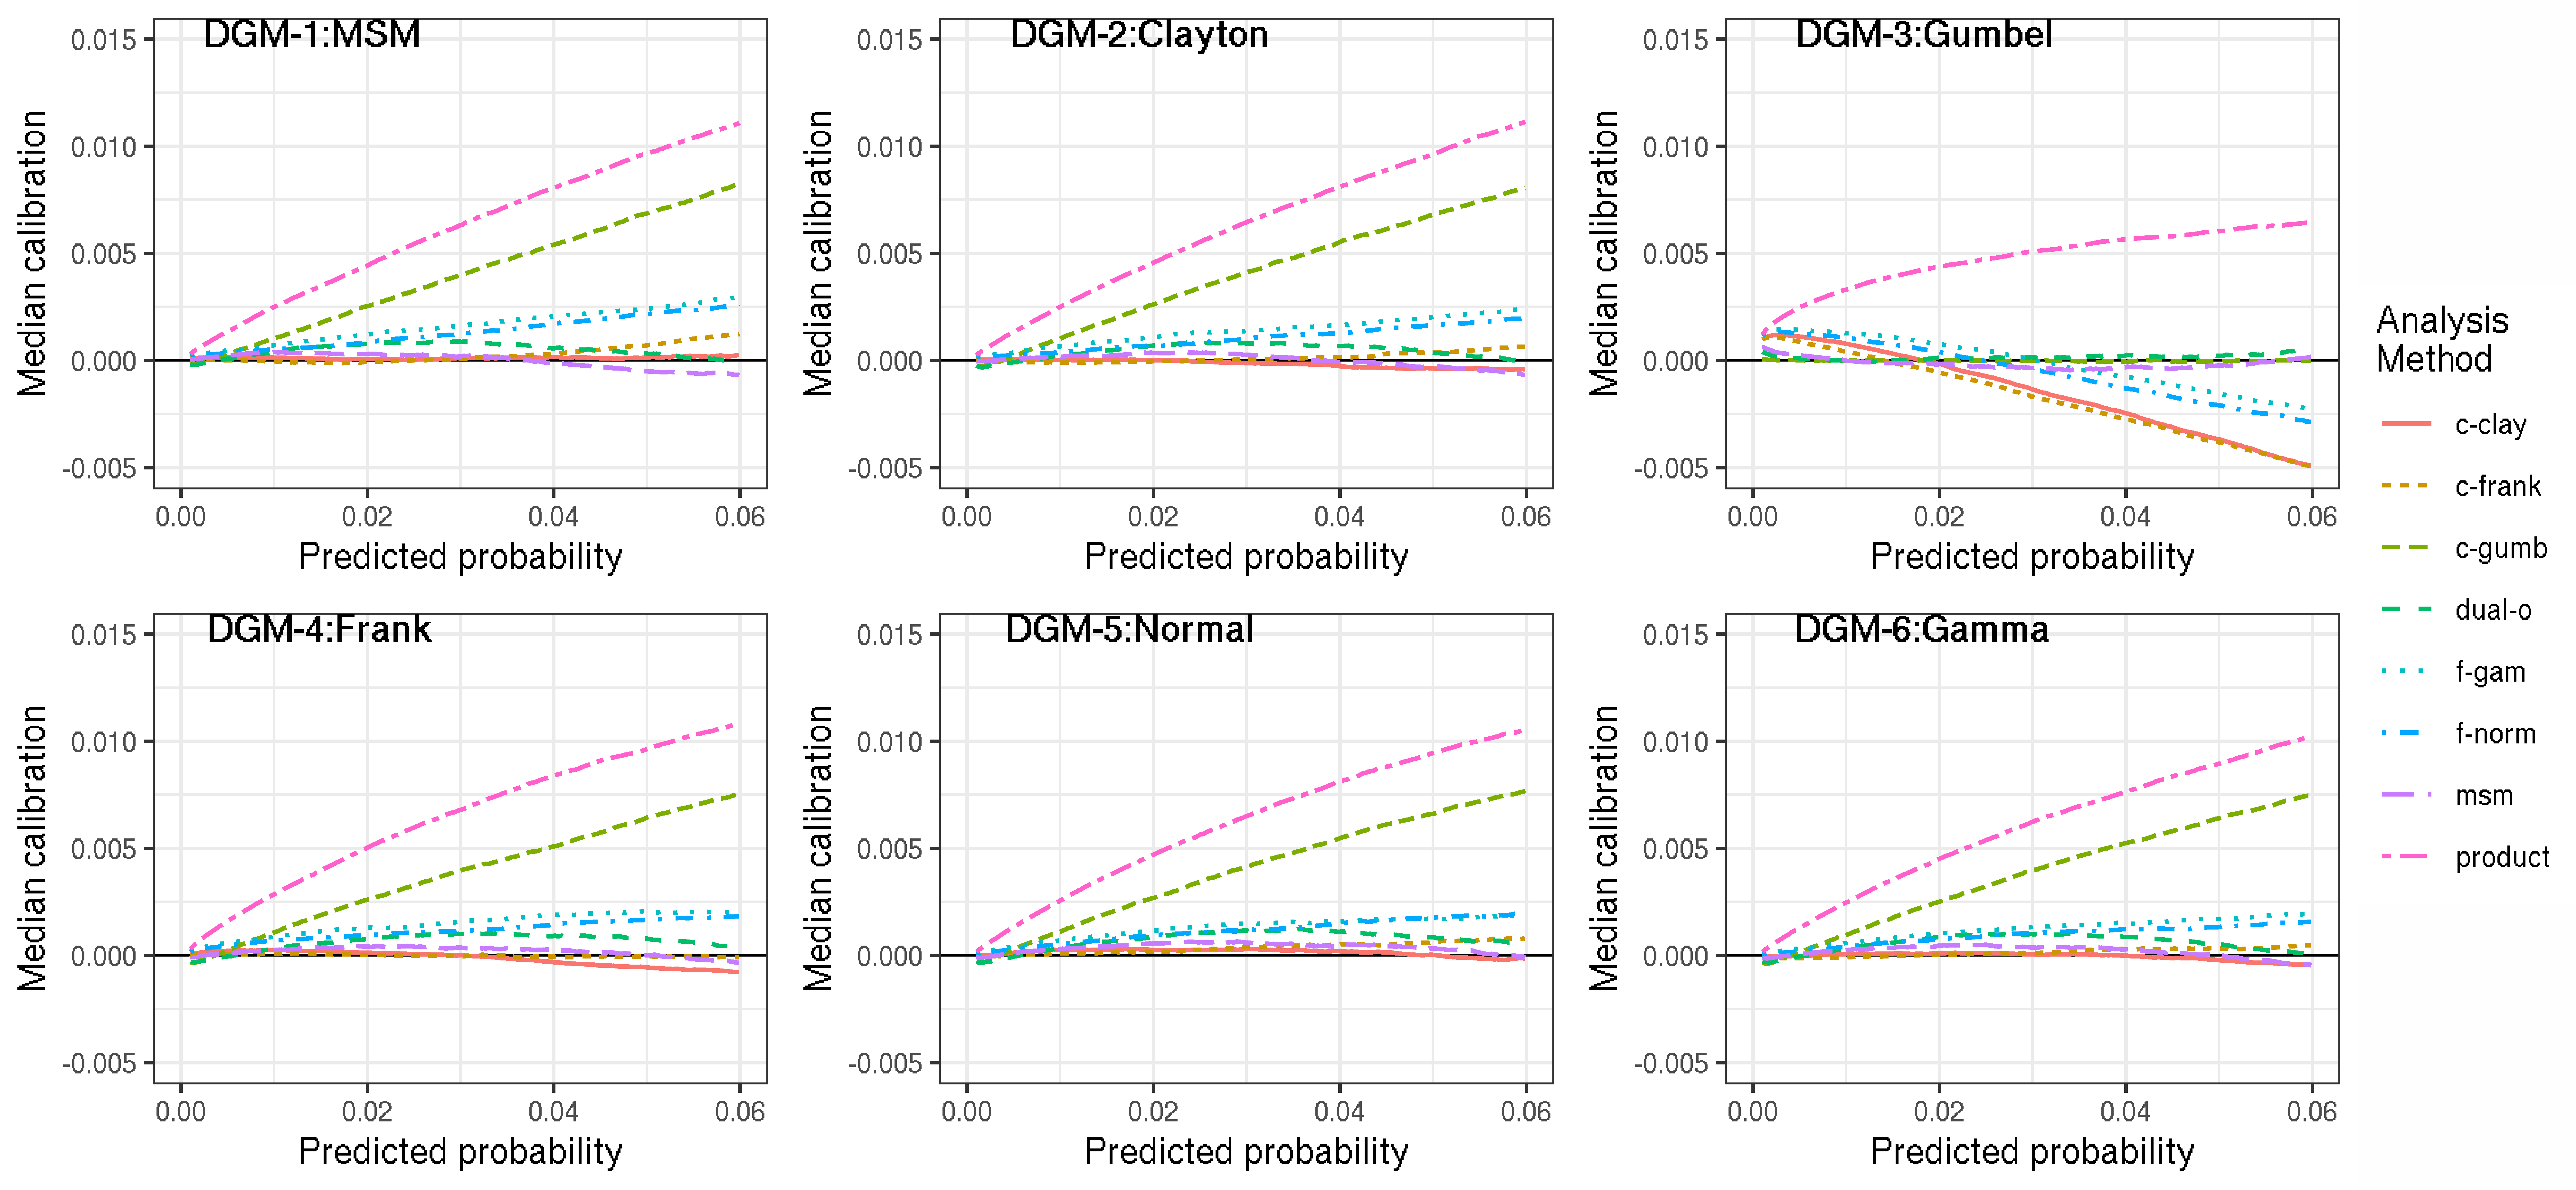 DGM-1:MSM
0.015
0.010
0.005
0.000
-0.005
Median calibration
0.00 0.02 0.04 0.06
Predicted probability
DGM-2:Clayton
0.015
0.010
0.005
0.000
-0.005
Median calibration
0.00 0.02 0.04 0.06
Predicted probability
DGM-3:Gumbel
0.015
0.010
0.005
0.000
-0.005
Median calibration
0.00 0.02 0.04 0.06
Predicted probability
DGM-4:Frank
0.015
0.010
0.005
0.000
-0.005
Median calibration
0.00 0.02 0.04 0.06
Predicted probability
DGM-5:Normal
0.015
0.010
0.005
0.000
-0.005
Median calibration
0.00 0.02 0.04 0.06
Predicted probability
DGM-6:Gamma
0.015
0.010
0.005
0.000
-0.005
Median calibration
0.00 0.02 0.04 0.06
Predicted probability
Analysis
Method
c-clay
c-frank
c-gumb
dual-o
f-gam
f-norm
msm
product